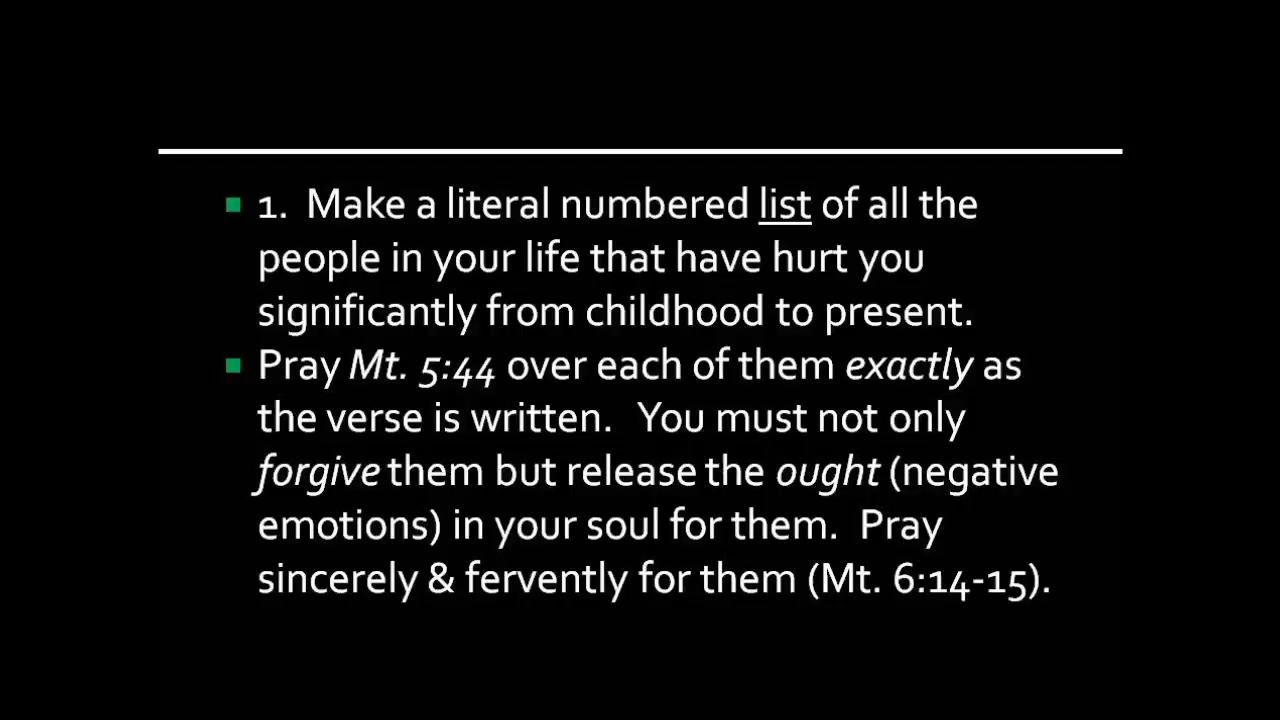 1. Make a literal numbered list of all the
people in your life that have hurt you
significantly from childhood to present.
Pray Mt. 5:44 over each of them exactly as
the verse is written. You must not only
forgive them but release the ought (negative
emotions) in your soul for them. Pray
sincerely & fervently for them (Mt. 6:14-15).